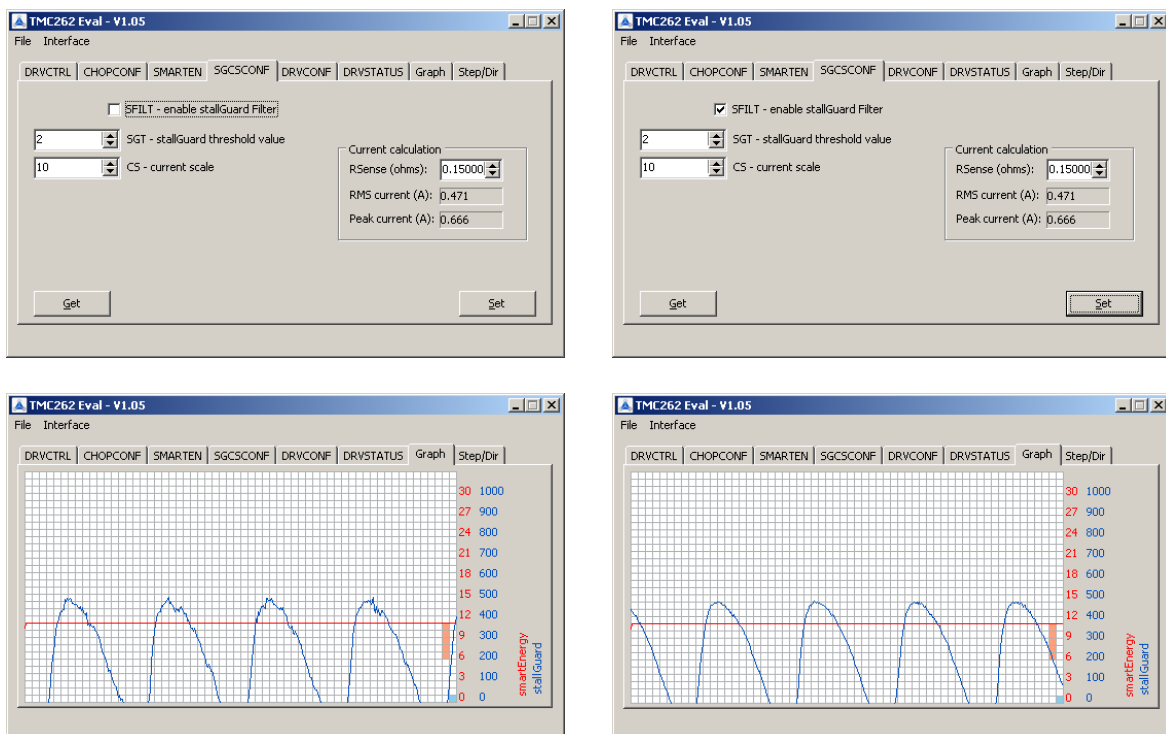 TMC262 Eval - V1.05
File Interface
DRVCTRL CHOPCONF SMARTEN SGCSCONF DRVCONF DRVSTATUS Graph Step/Dir
SFILT - enable stallGuard Filter
2 SGT - stallGuard threshold value
10 CS - current scale
Current calculation
RSense (ohms): 0.15000
RMS current (A): 0.471
Peak current (A): 0.666
Get Set
TMC262 Eval - V1.05
File Interface
DRVCTRL CHOPCONF SMARTEN SGCSCONF DRVCONF DRVSTATUS Graph Step/Dir
SFILT - enable stallGuard Filter
2 SGT - stallGuard threshold value
10 CS - current scale
Current calculation
RSense (ohms): 0.15000
RMS current (A): 0.471
Peak current (A): 0.666
Get Set
TMC262 Eval - V1.05
File Interface
DRVCTRL CHOPCONF SMARTEN SGCSCONF DRVCONF DRVSTATUS Graph Step/Dir
30 1000
27 900
24 800
21 700
18 600
15 500
12 400
9 300
6 200
3 100
0 0
smartEnergy
stallGuard
TMC262 Eval - V1.05
File Interface
DRVCTRL CHOPCONF SMARTEN SGCSCONF DRVCONF DRVSTATUS Graph Step/Dir
30 1000
27 900
24 800
21 700
18 600
15 500
12 400
9 300
6 200
3 100
0 0
smartEnergy
stallGuard